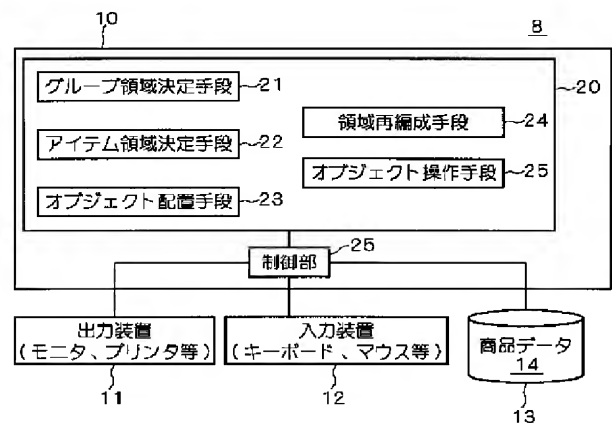 10
8
グループ領域決定手段
21
20
領域再編成手段
24
アイテム領域決定手段
22
オブジェクト操作手段
25
オブジェクト配置手段
23
制御部
25
出力装置
(モニタ、プリンタ等)
入力装置
(キーボード、マウス等)
商品データ
14
11
12
13